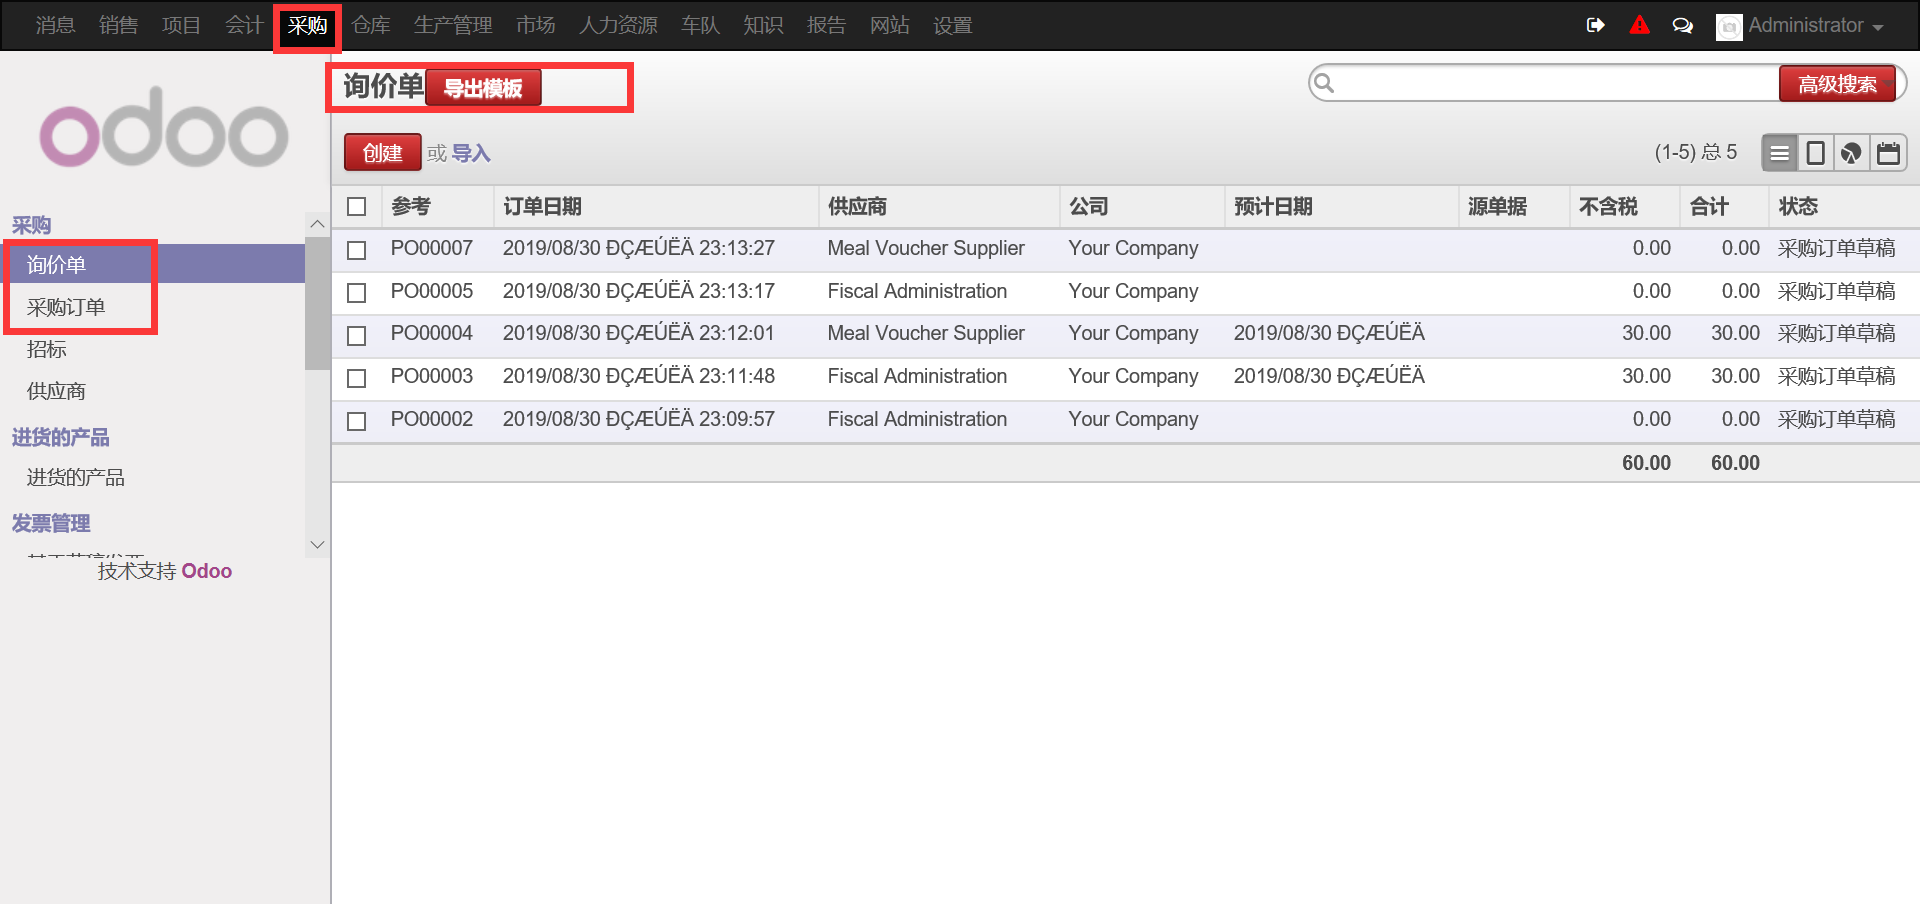 消息 销售 项目 会计 采购 仓库 生产管理 市场 人力资源 车队 知识 报告 网站 设置 Administrator
odoo
采购
询价单
采购订单
招标
供应商
进货的产品
进货的产品
发票管理
技术支持 Odoo
询价单 导出模板
高级搜索
创建 或 导入
(1-5) 总 5
参考 订单日期 供应商 公司 预计日期 源单据 不含税 合计 状态
PO00007 2019/08/30 ÐÇÆÚËÄ 23:13:27 Meal Voucher Supplier Your Company 0.00 0.00 采购订单草稿
PO00005 2019/08/30 ÐÇÆÚËÄ 23:13:17 Fiscal Administration Your Company 0.00 0.00 采购订单草稿
PO00004 2019/08/30 ÐÇÆÚËÄ 23:12:01 Meal Voucher Supplier Your Company 2019/08/30 ÐÇÆÚËÄ 30.00 30.00 采购订单草稿
PO00003 2019/08/30 ÐÇÆÚËÄ 23:11:48 Fiscal Administration Your Company 2019/08/30 ÐÇÆÚËÄ 30.00 30.00 采购订单草稿
PO00002 2019/08/30 ÐÇÆÚËÄ 23:09:57 Fiscal Administration Your Company 0.00 0.00 采购订单草稿
60.00 60.00